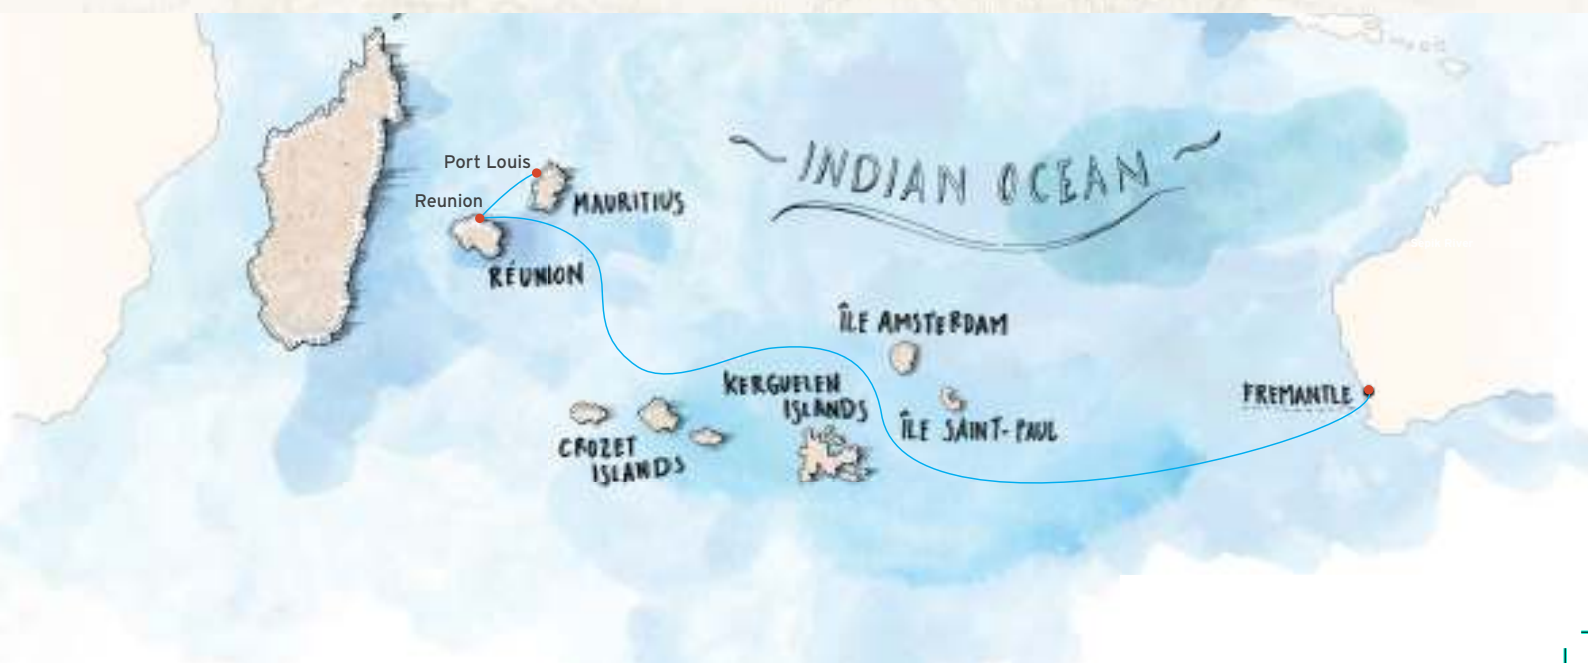 INDIAN OCEAN
Port Louis
Reunion
MAURITIUS
RÉUNION
ÎLE AMSTERDAM
KERGUELEN
ISLANDS
FREMANTLE
ÎLE SAINT-PAUL
CROZET
ISLANDS